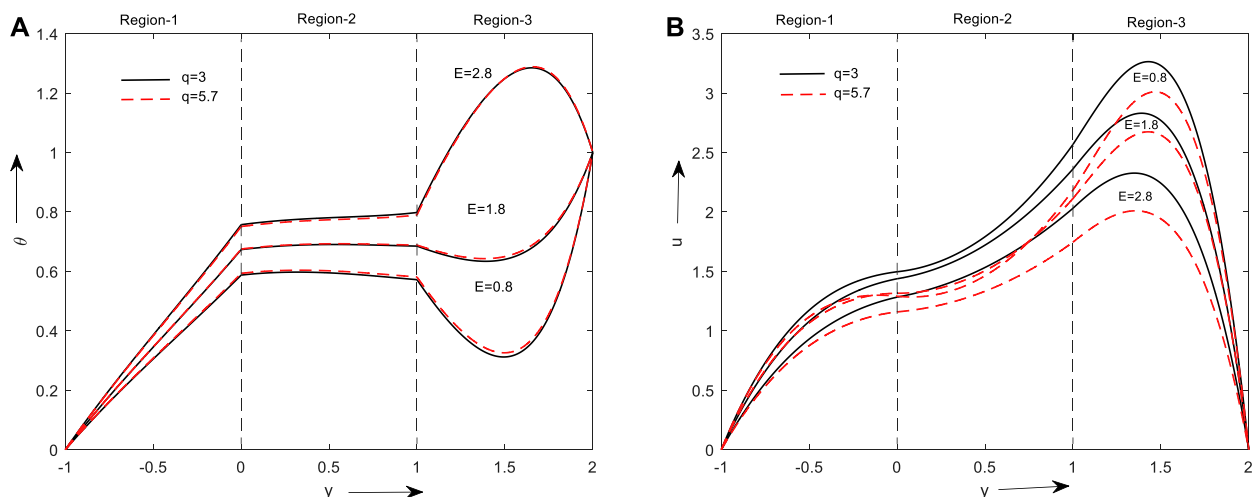 A
Region-1 Region-2 Region-3
1.4
1.2
1
0.8
0.6
0.4
0.2
0
θ
q=3
q=5.7
E=2.8
E=1.8
E=0.8
-1 -0.5 0 0.5 1 1.5 2
y
B
Region-1 Region-2 Region-3
3.5
3
2.5
2
1.5
1
0.5
0
u
q=3
q=5.7
E=0.8
E=1.8
E=2.8
-1 -0.5 0 0.5 1 1.5 2
y